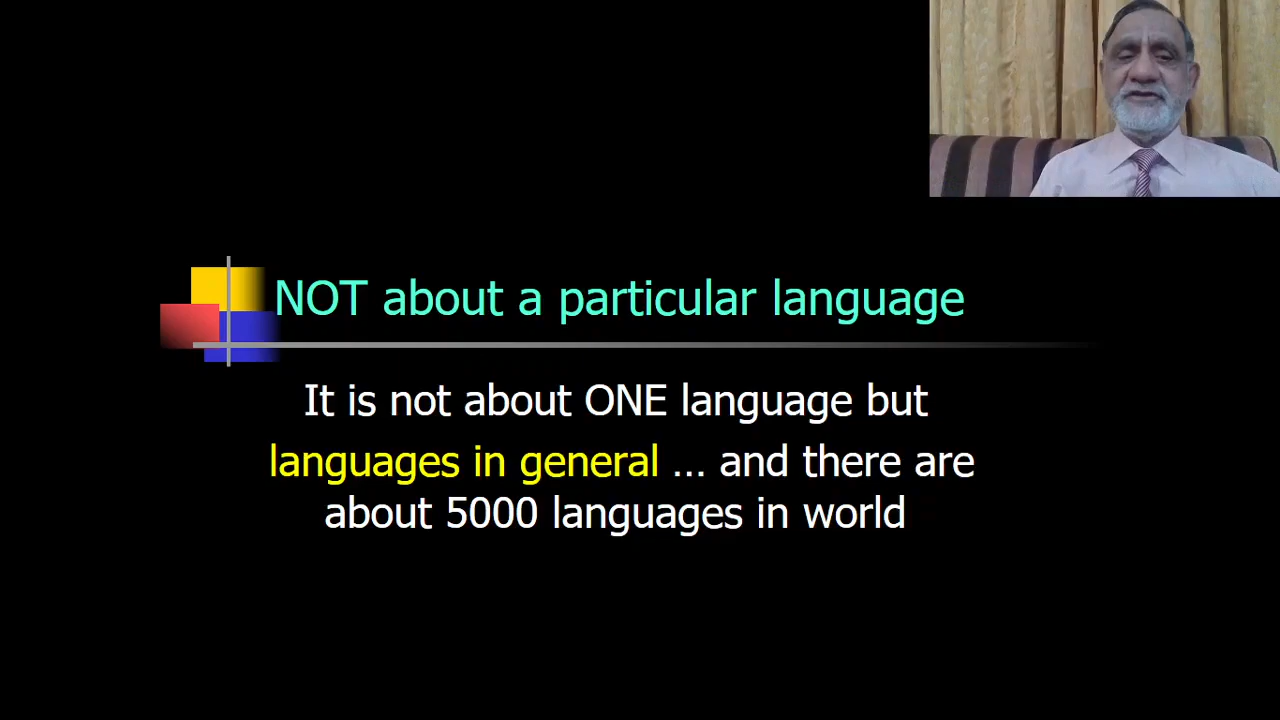 NOT about a particular language
It is not about ONE language but
languages in general … and there are
about 5000 languages in world